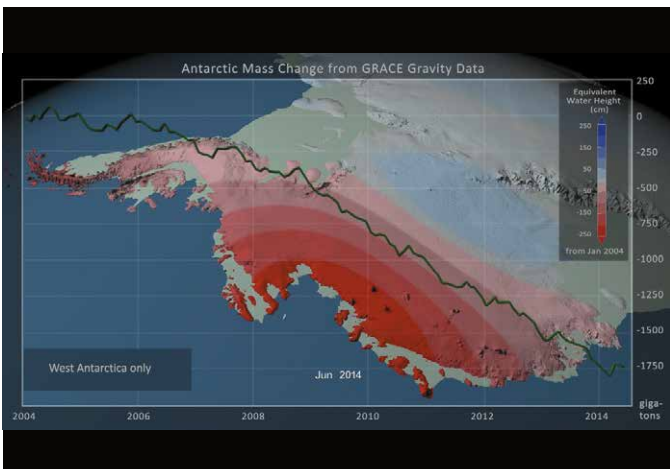 Antarctic Mass Change from GRACE Gravity Data
Equivalent
Water Height
(cm)
250
150
50
-50
-150
-250
from Jan 2004
250
0
-250
-500
-750
-1000
-1250
-1500
-1750
giga-
tons
West Antarctica only
Jun 2014
2004 2006 2008 2010 2012 2014